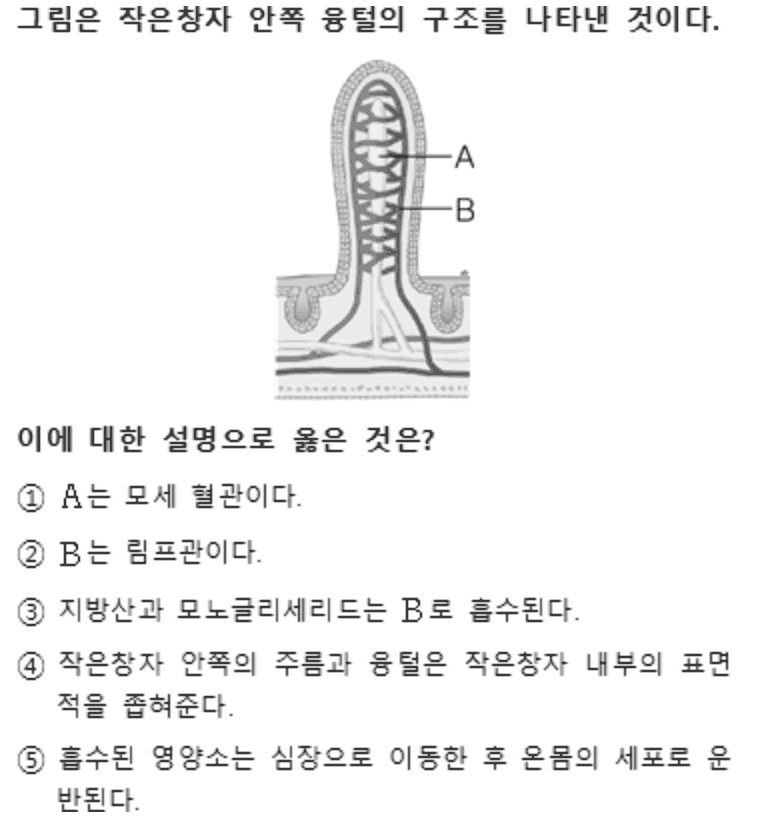 그림은 작은창자 안쪽 융털의 구조를 나타낸 것이다.
A
B
이에 대한 설명으로 옳은 것은?
① A는 모세 혈관이다.
② B는 림프관이다.
③ 지방산과 모노글리세리드는 B로 흡수된다.
④ 작은창자 안쪽의 주름과 융털은 작은창자 내부의 표면
적을 좁혀준다.
⑤ 흡수된 영양소는 심장으로 이동한 후 온몸의 세포로 운
반된다.